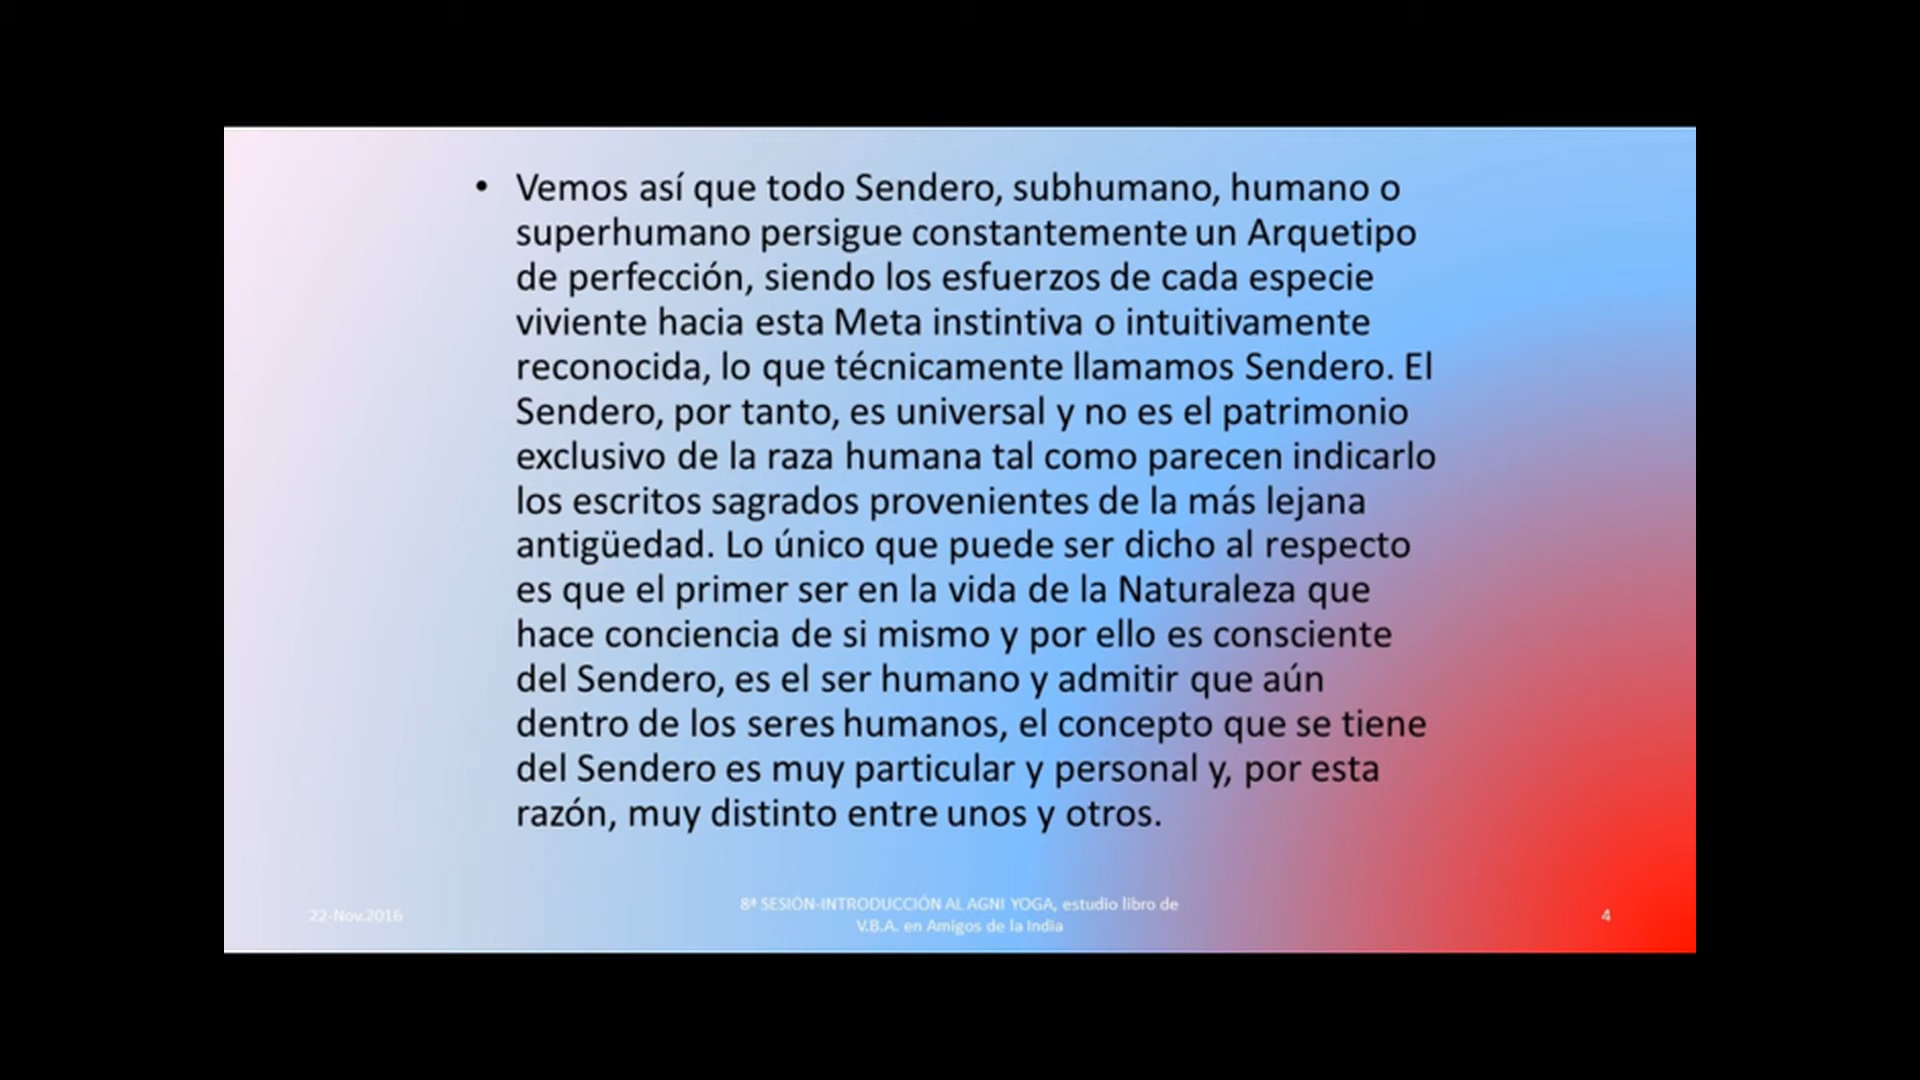 • Vemos así que todo Sendero, subhumano, humano o
superhumano persigue constantemente un Arquetipo
de perfección, siendo los esfuerzos de cada especie
viviente hacia esta Meta instintiva o intuitivamente
reconocida, lo que técnicamente llamamos Sendero. El
Sendero, por tanto, es universal y no es el patrimonio
exclusivo de la raza humana tal como parecen indicarlo
los escritos sagrados provenientes de la más lejana
antigüedad. Lo único que puede ser dicho al respecto
es que el primer ser en la vida de la Naturaleza que
hace conciencia de si mismo y por ello es consciente
del Sendero, es el ser humano y admitir que aún
dentro de los seres humanos, el concepto que se tiene
del Sendero es muy particular y personal y, por esta
razón, muy distinto entre unos y otros.
22-Nov.2016
8ª SESIÓN-INTRODUCCIÓN AL AGNI YOGA, estudio libro de
V.B.A. en Amigos de la India
4